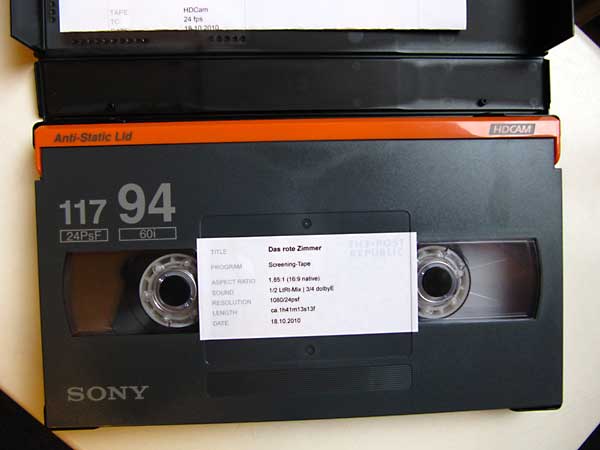 TAPE HDCam
TC 24 fps
18.10.2010
Anti-Static Lid
HDCAM
117 94
24PsF 60I
THE-POST
REPUBLIC
TITLE Das rote Zimmer
PROGRAM Screening-Tape
ASPECT RATIO 1.85:1 (16:9 native)
SOUND 1/2 LtRt-Mix | 3/4 dolbyE
RESOLUTION 1080/24psf
LENGTH ca.1h41m13s13f
DATE 18.10.2010
SONY